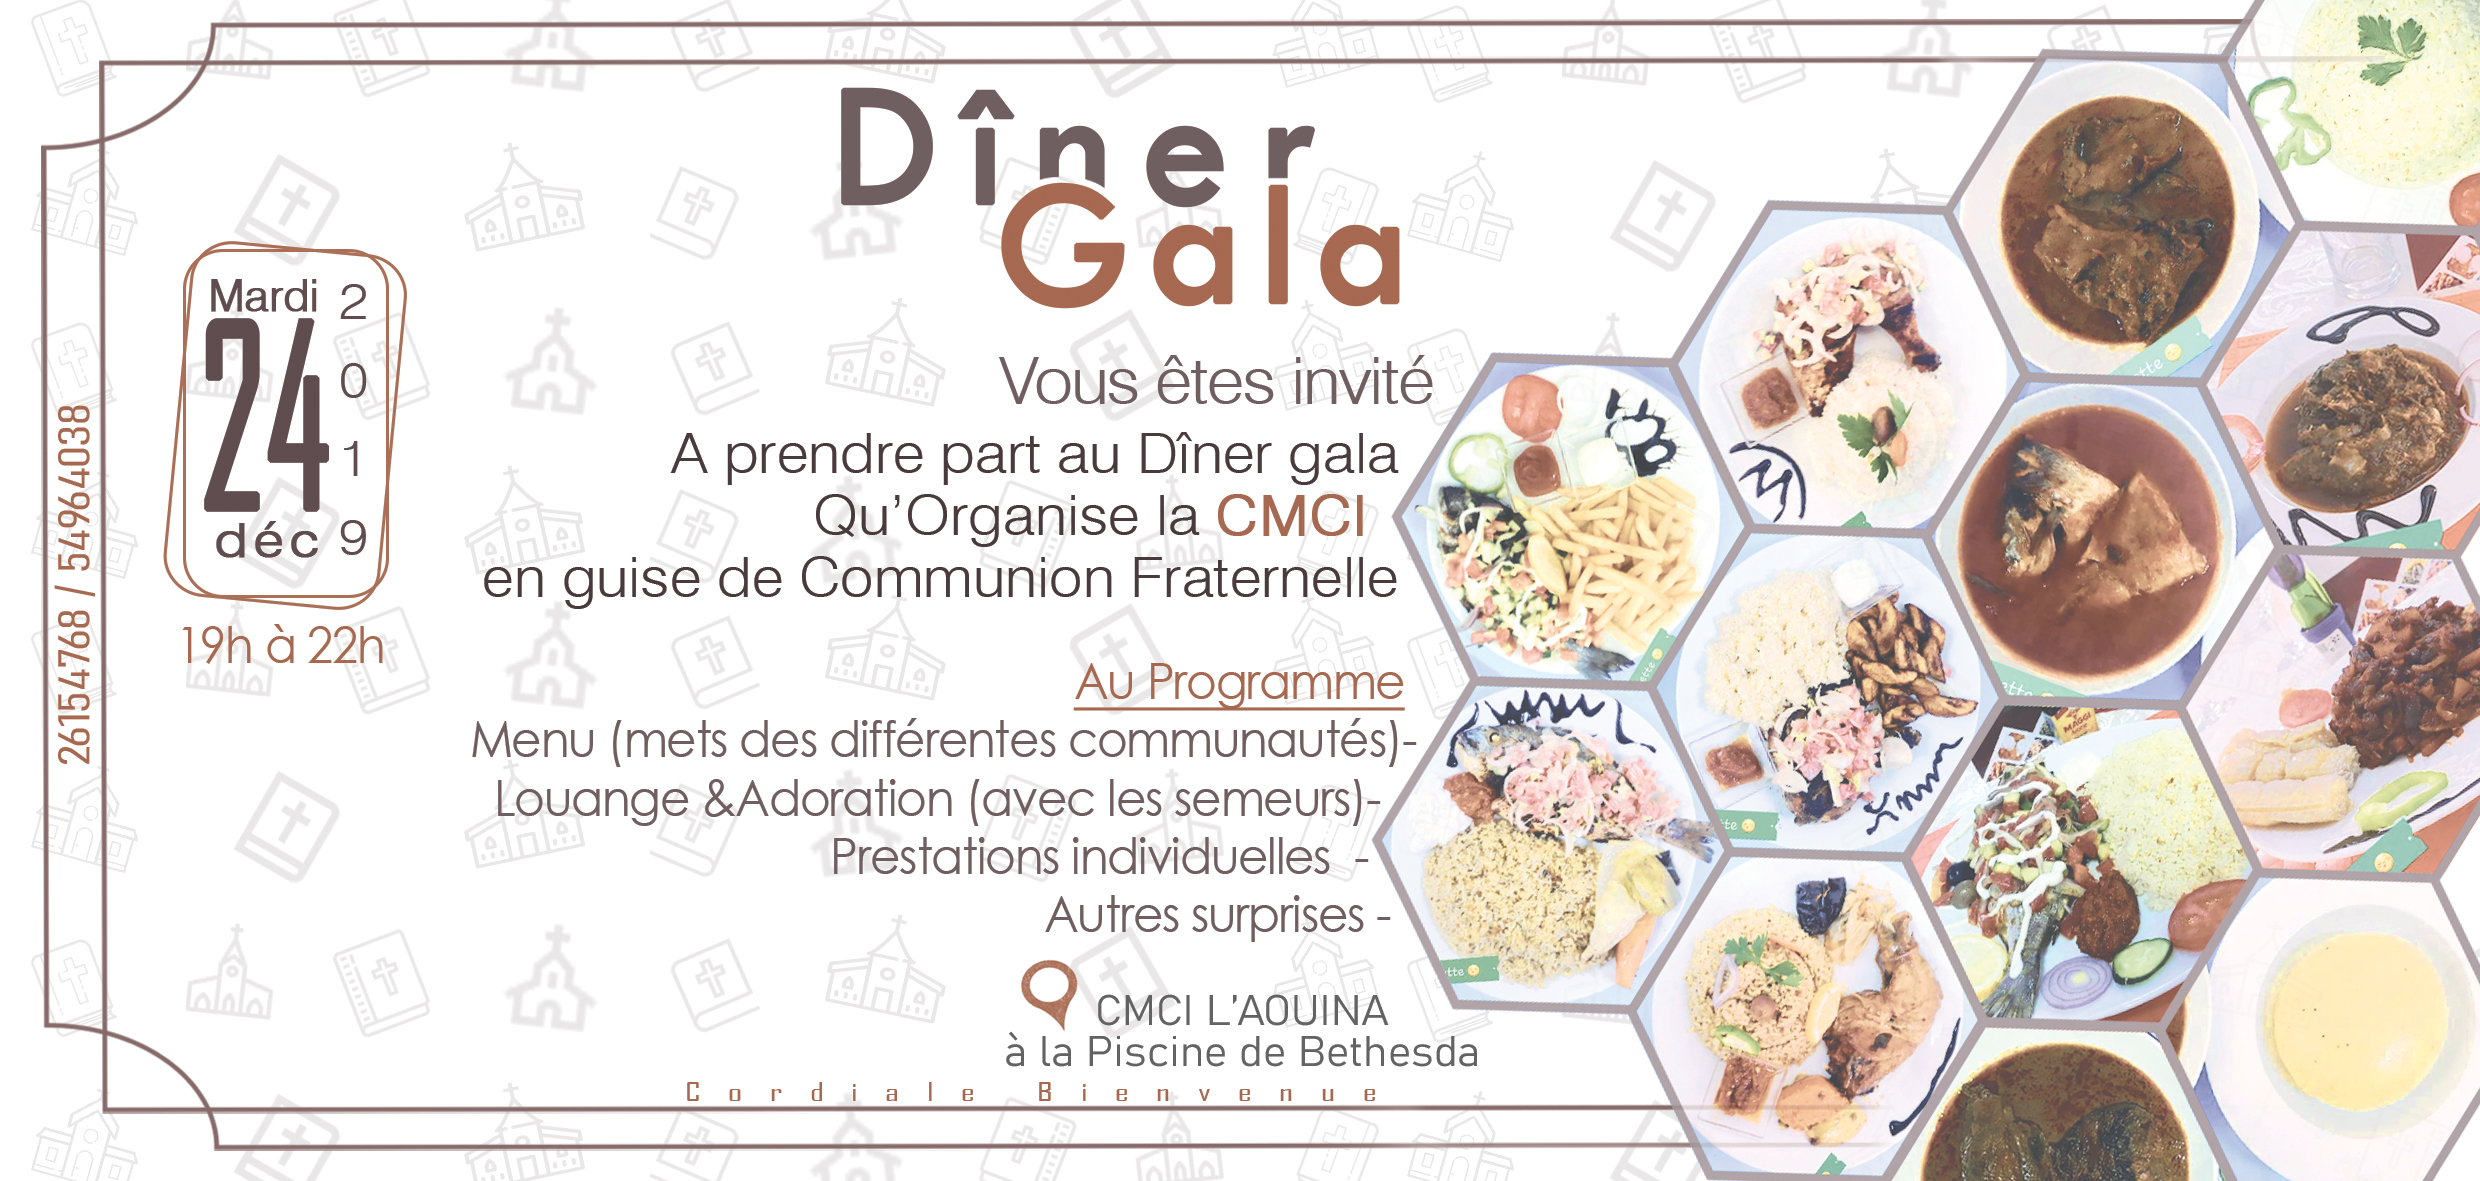 Dîner
Gala
Mardi
24
déc
2
0
1
9
19h à 22h
26154768 / 54964038
Vous êtes invité
A prendre part au Dîner gala
Qu’Organise la CMCI
en guise de Communion Fraternelle
Au Programme
Menu (mets des différentes communautés)-
Louange &Adoration (avec les semeurs)-
Prestations individuelles -
Autres surprises -
CMCI L’AOUINA
à la Piscine de Bethesda
Cordiale Bienvenue
MAGGI